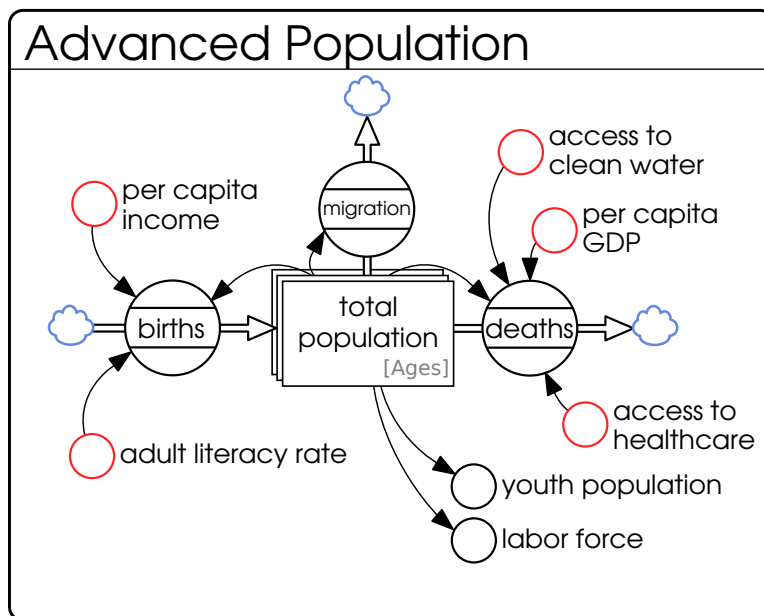 Advanced Population
access to
clean water
per capita
income
migration
per capita
GDP
births
total
population
[Ages]
deaths
access to
healthcare
adult literacy rate
youth population
labor force